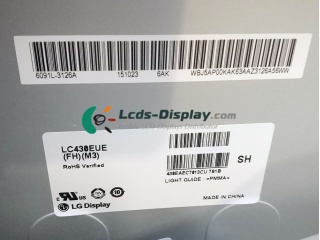 6091L-3126A 151023 6AK WBJ5AP00KAK63AAZ3126A56WW
Lcds-Display.com
LC430EUE
(FH)(M3)
RoHS Verified
SH
LIGHT GUIDE : >PMMA<
LG Display
MADE IN CHINA